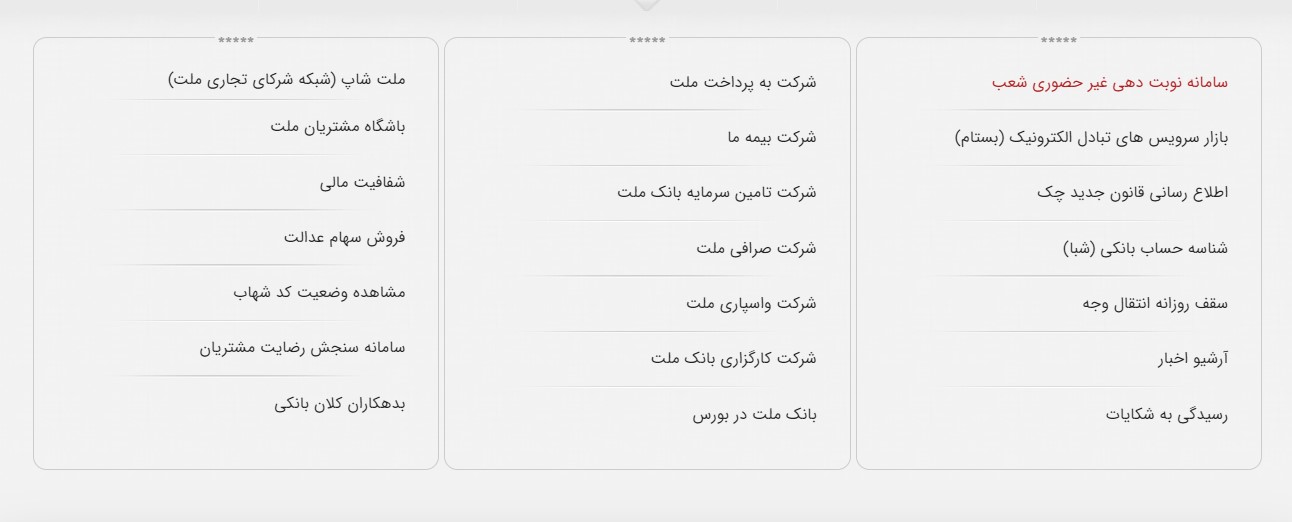 *****
سامانه نوبت دهی غیر حضوری شعب
بازار سرویس های تبادل الکترونیک (بستام)
اطلاع رسانی قانون جدید چک
شناسه حساب بانکی (شبا)
سقف روزانه انتقال وجه
آرشیو اخبار
رسیدگی به شکایات
*****
شرکت به پرداخت ملت
شرکت بیمه ما
شرکت تامین سرمایه بانک ملت
شرکت صرافی ملت
شرکت واسپاری ملت
شرکت کارگزاری بانک ملت
بانک ملت در بورس
*****
ملت شاپ (شبکه شرکای تجاری ملت)
باشگاه مشتریان ملت
شفافیت مالی
فروش سهام عدالت
مشاهده وضعیت کد شهاب
سامانه سنجش رضایت مشتریان
بدهکاران کلان بانکی